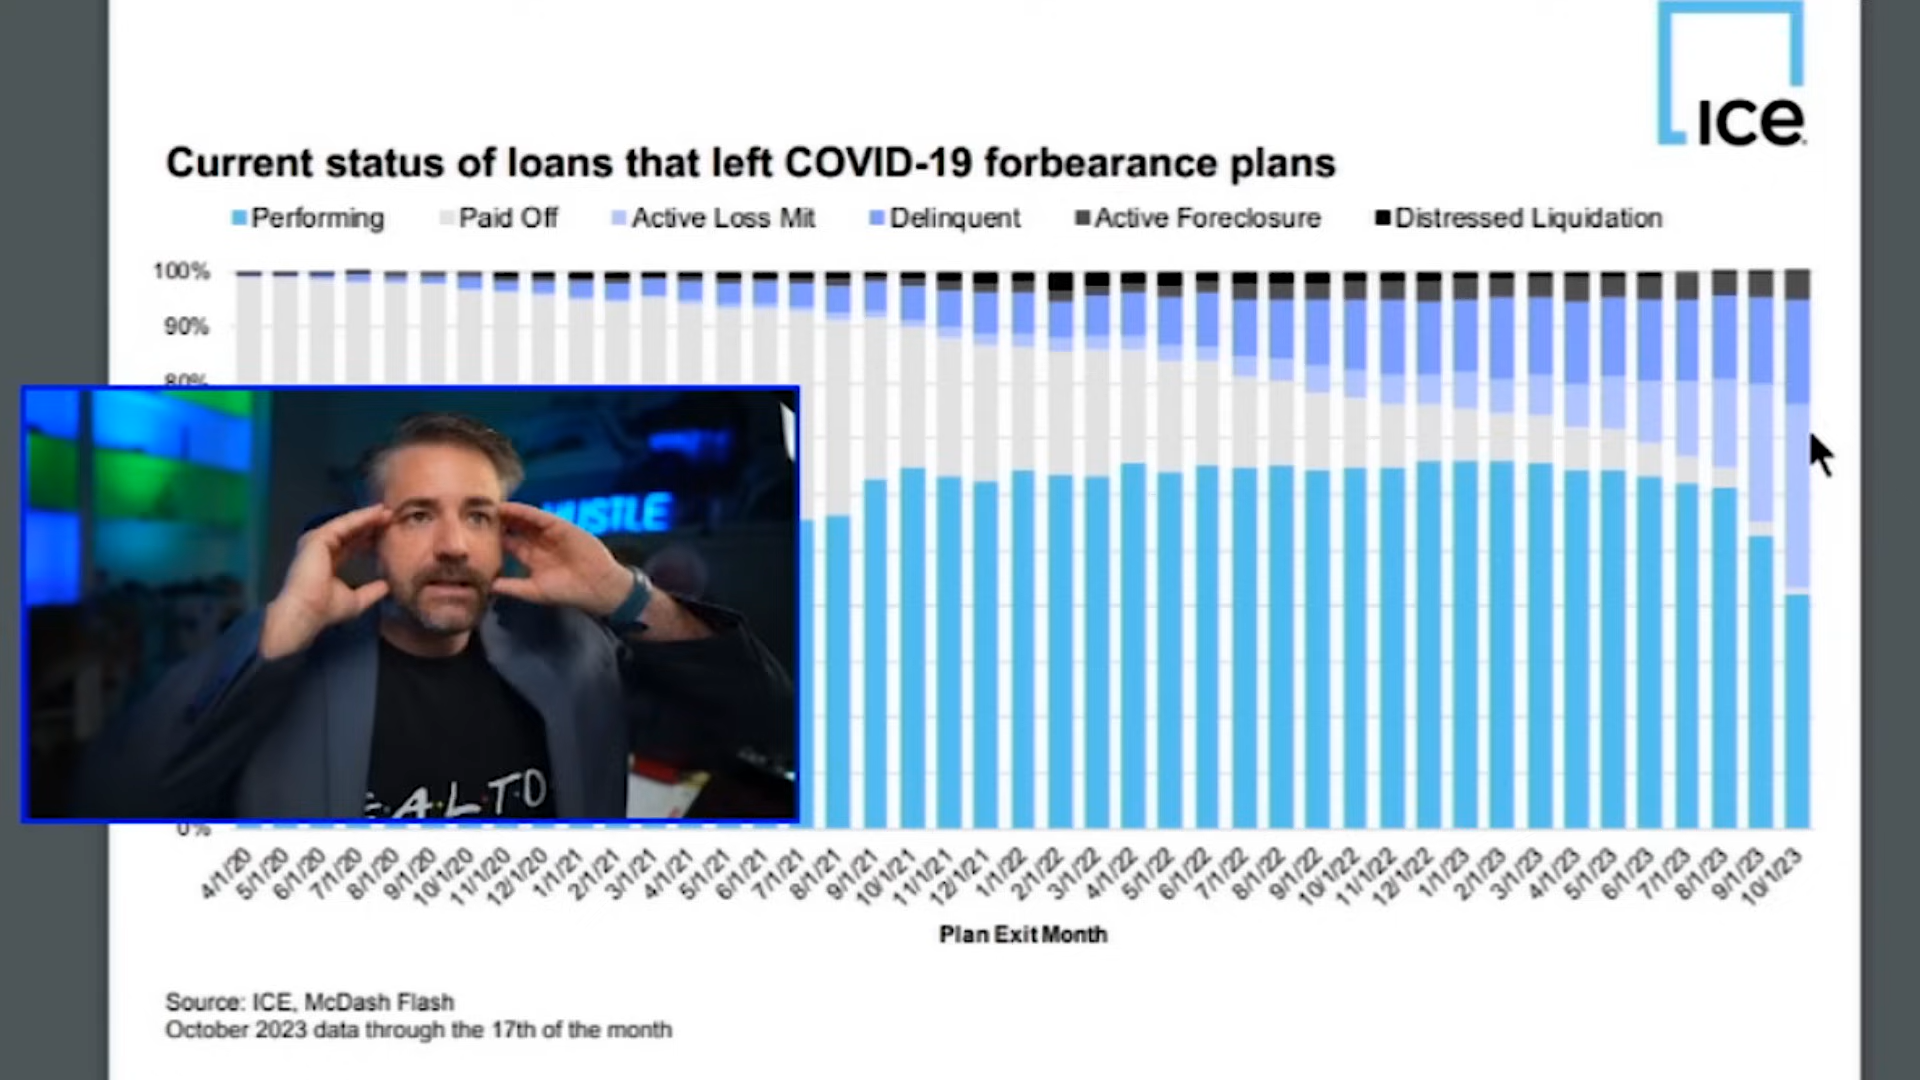 ICE
Current status of loans that left COVID-19 forbearance plans
Performing Paid Off Active Loss Mit Delinquent Active Foreclosure Distressed Liquidation
100%
90%
80%
0%
HUSTLE
EALTO
4/1/20 5/1/20 6/1/20 7/1/20 8/1/20 9/1/20 10/1/20 11/1/20 12/1/20 1/1/21 2/1/21 3/1/21 4/1/21 5/1/21 6/1/21 7/1/21 8/1/21 9/1/21 10/1/21 11/1/21 12/1/21 1/1/22 2/1/22 3/1/22 4/1/22 5/1/22 6/1/22 7/1/22 8/1/22 9/1/22 10/1/22 11/1/22 12/1/22 1/1/23 2/1/23 3/1/23 4/1/23 5/1/23 6/1/23 7/1/23 8/1/23 9/1/23 10/1/23
Plan Exit Month
Source: ICE, McDash Flash
October 2023 data through the 17th of the month